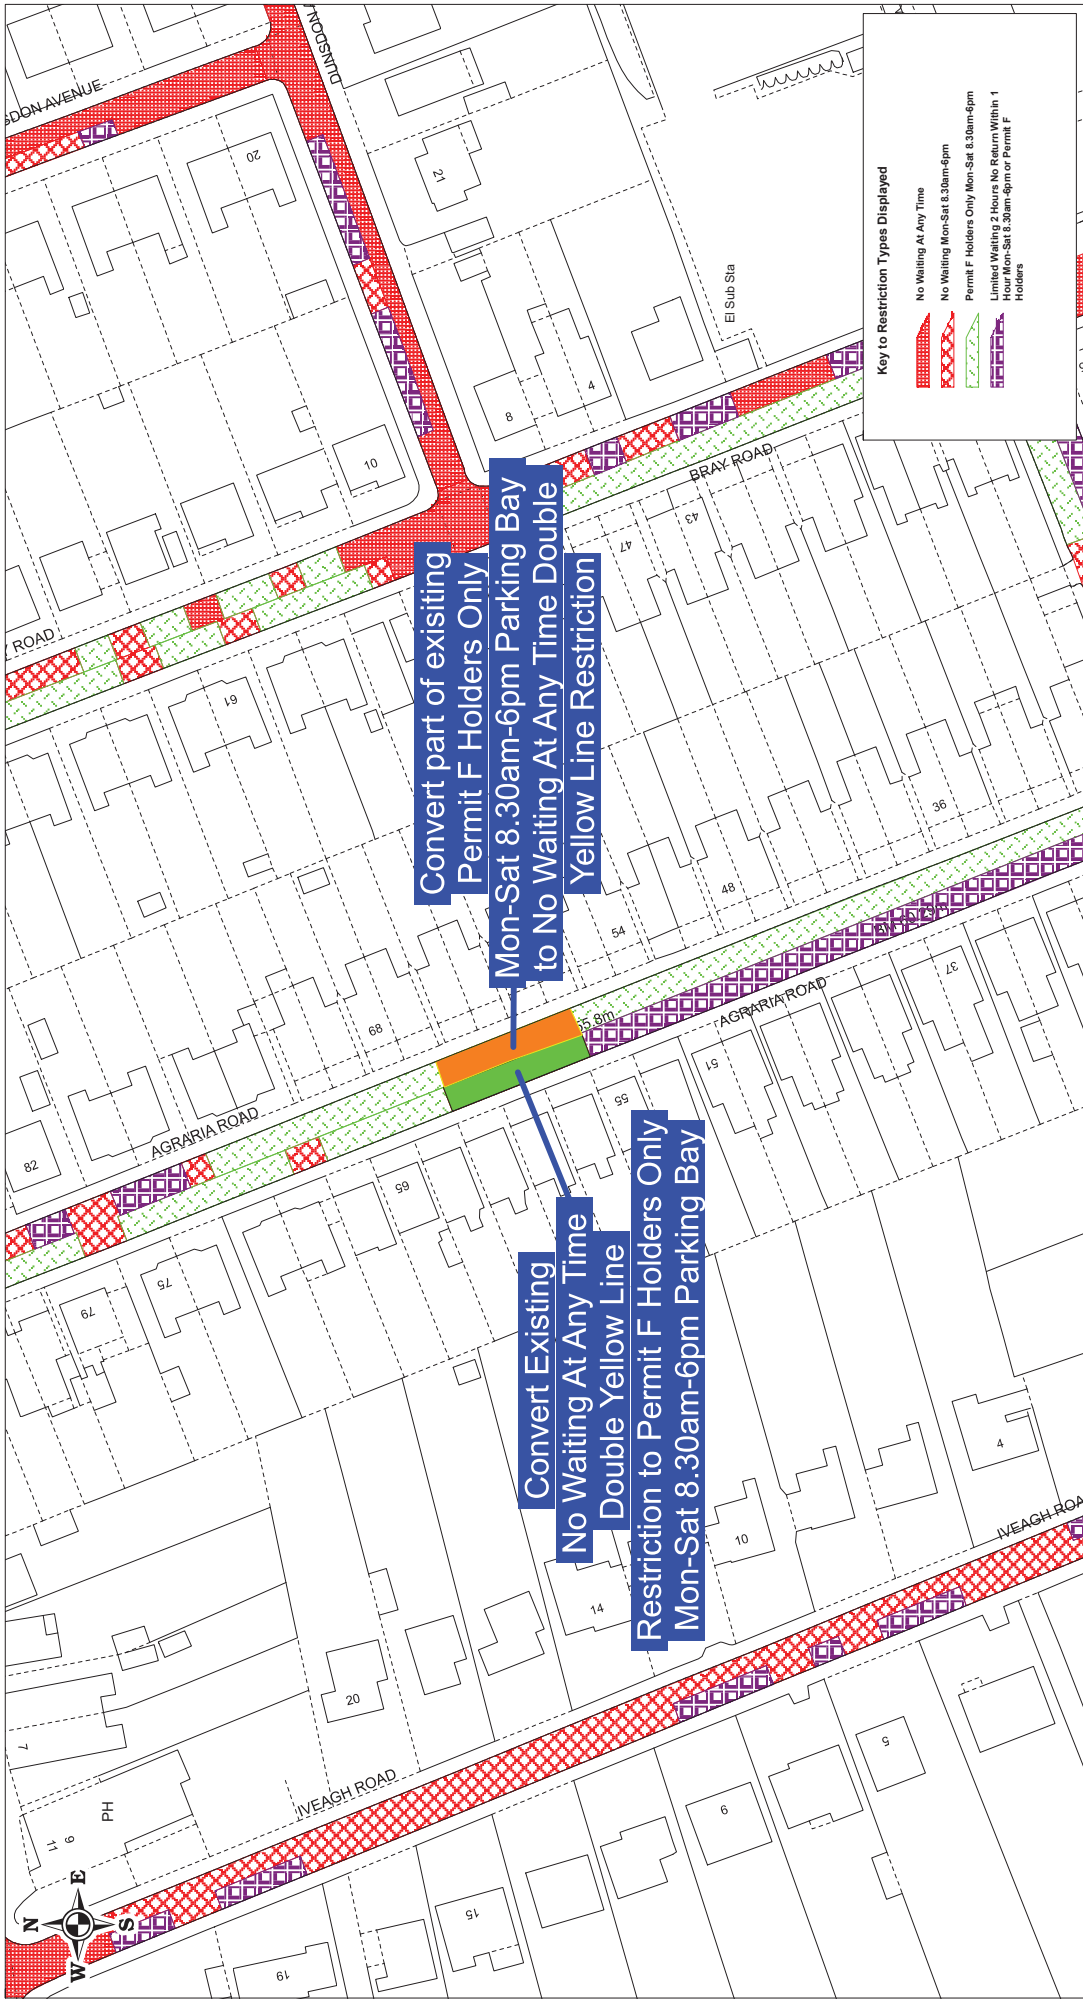 Convert part of exisiting
Permit F Holders Only
Mon-Sat 8.30am-6pm Parking Bay
to No Waiting At Any Time Double
Yellow Line Restriction
Convert Existing
No Waiting At Any Time
Double Yellow Line
Restriction to Permit F Holders Only
Mon-Sat 8.30am-6pm Parking Bay
Key to Restriction Types Displayed
No Waiting At Any Time
No Waiting Mon-Sat 8.30am-6pm
Permit F Holders Only Mon-Sat 8.30am-6pm
Limited Waiting 2 Hours No Return Within 1
Hour Mon-Sat 8.30am-6pm or Permit F
Holders
SDON AVENUE
DUNSDON
ROAD
BRAY ROAD
AGRARIA ROAD
AGRARIA ROAD
IVEAGH ROAD
IVEAGH ROA
El Sub Sta
PH
55.8m
N
E
S
W
20
21
10
8
4
61
47
43
82
68
54
48
36
79
75
65
55
51
37
7
11
9
20
14
10
4
19
15
9
5